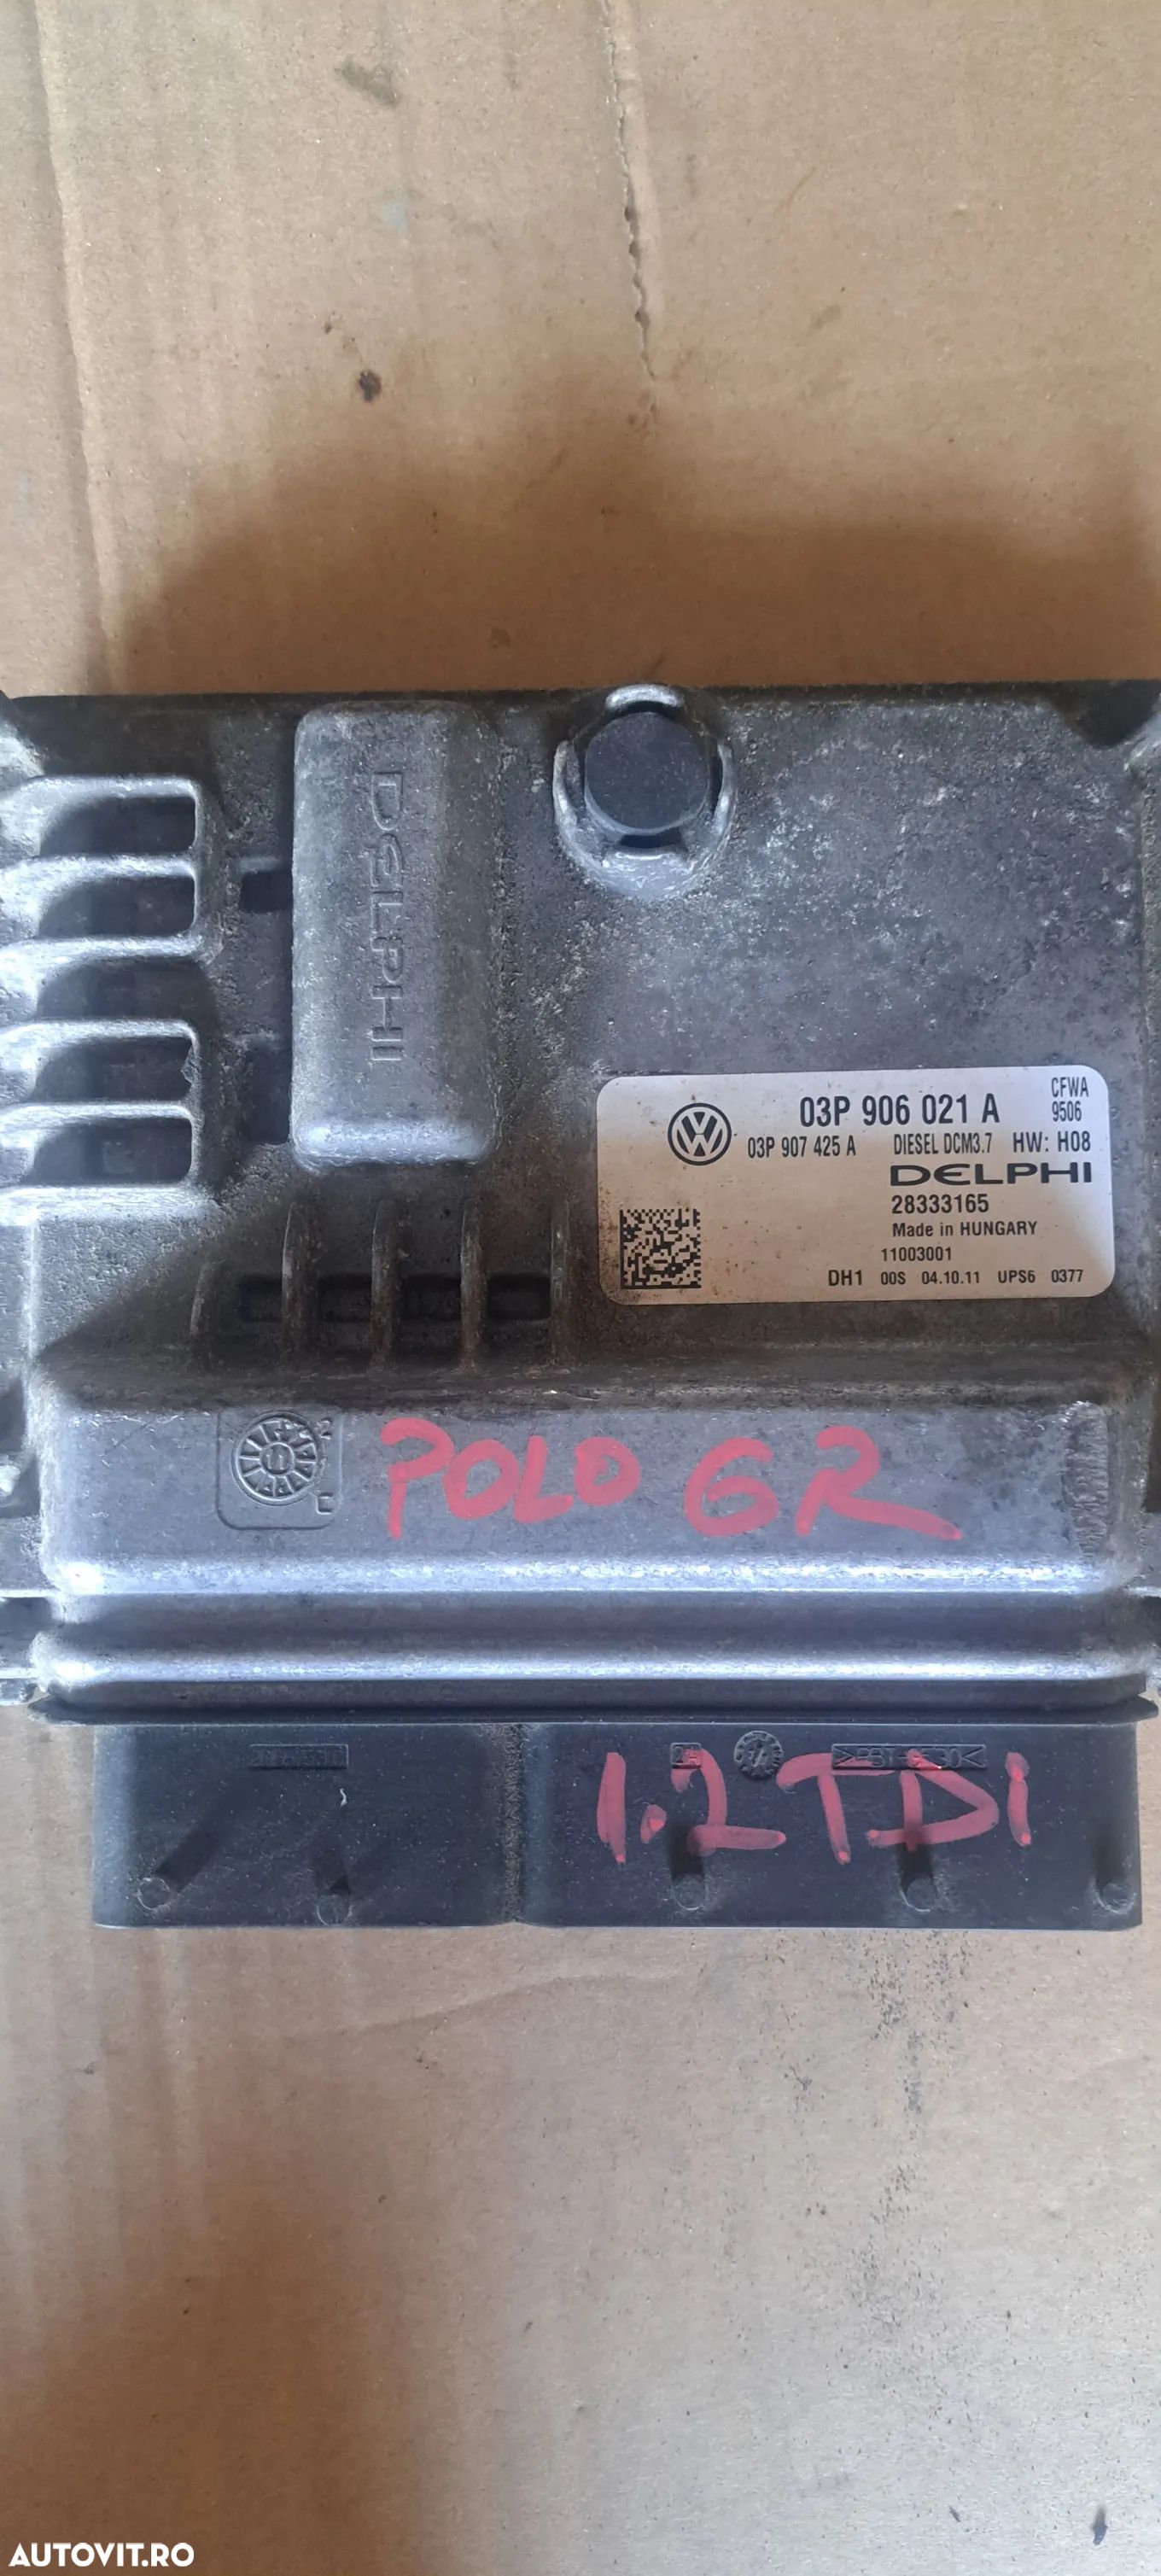 DELPHI
CFWA
03P 906 021 A
9506
03P 907 425 A DIESEL DCM3.7 HW: H08
DELPHI
28333165
Made in HUNGARY
11003001
DH1 00S 04.10.11 UPS6 0377
POLO 6R
1.2 TDI
AUTOVIT.RO